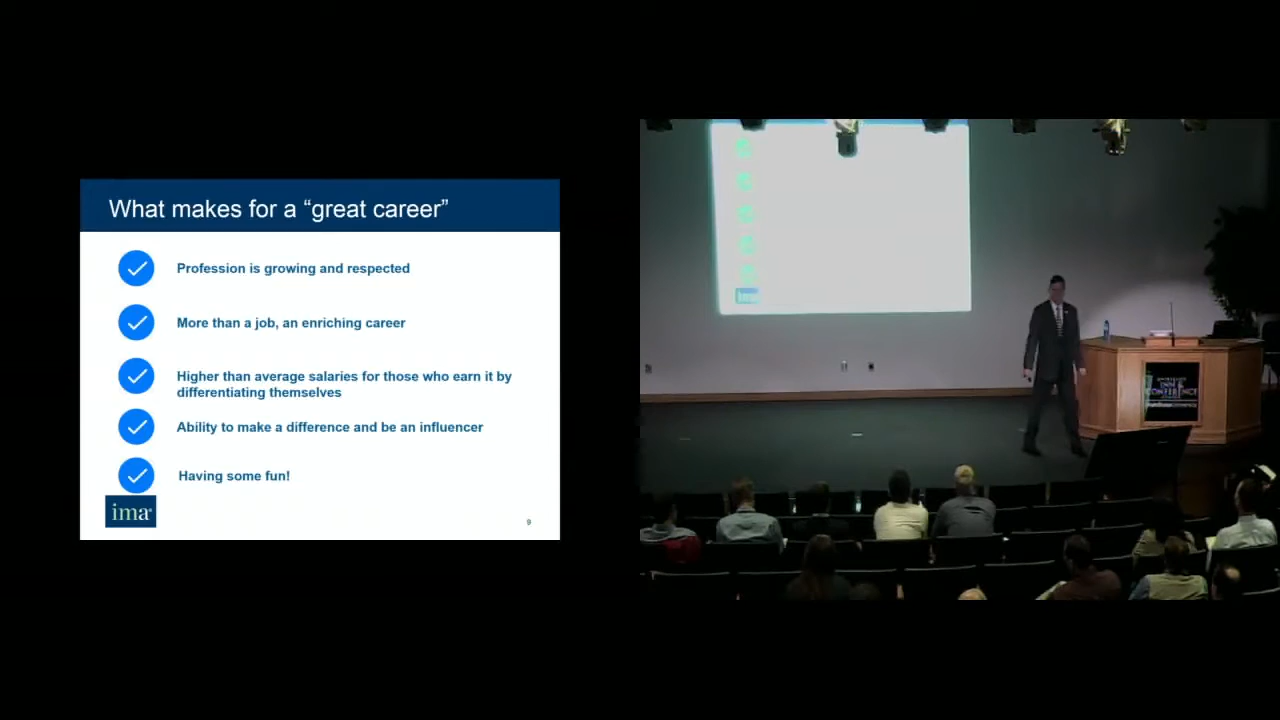 What makes for a “great career”
Profession is growing and respected
More than a job, an enriching career
Higher than average salaries for those who earn it by
differentiating themselves
Ability to make a difference and be an influencer
Having some fun!
ima
9
ima
CONFERENCE